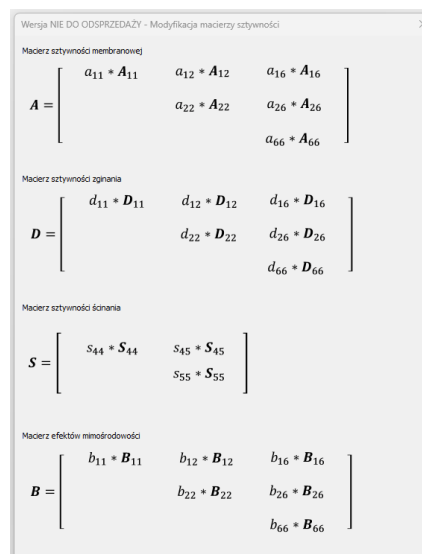 Wersja NIE DO ODSPRZEDAŻY - Modyfikacja macierzy sztywności
Macierz sztywności membranowej
a₁₁ * A₁₁ a₁₂ * A₁₂ a₁₆ * A₁₆
A = a₂₂ * A₂₂ a₂₆ * A₂₆
a₆₆ * A₆₆
Macierz sztywności zginania
d₁₁ * D₁₁ d₁₂ * D₁₂ d₁₆ * D₁₆
D = d₂₂ * D₂₂ d₂₆ * D₂₆
d₆₆ * D₆₆
Macierz sztywności ścinania
s₄₄ * S₄₄ s₄₅ * S₄₅
S =
s₅₅ * S₅₅
Macierz efektów mimośrodowości
b₁₁ * B₁₁ b₁₂ * B₁₂ b₁₆ * B₁₆
B = b₂₂ * B₂₂ b₂₆ * B₂₆
b₆₆ * B₆₆